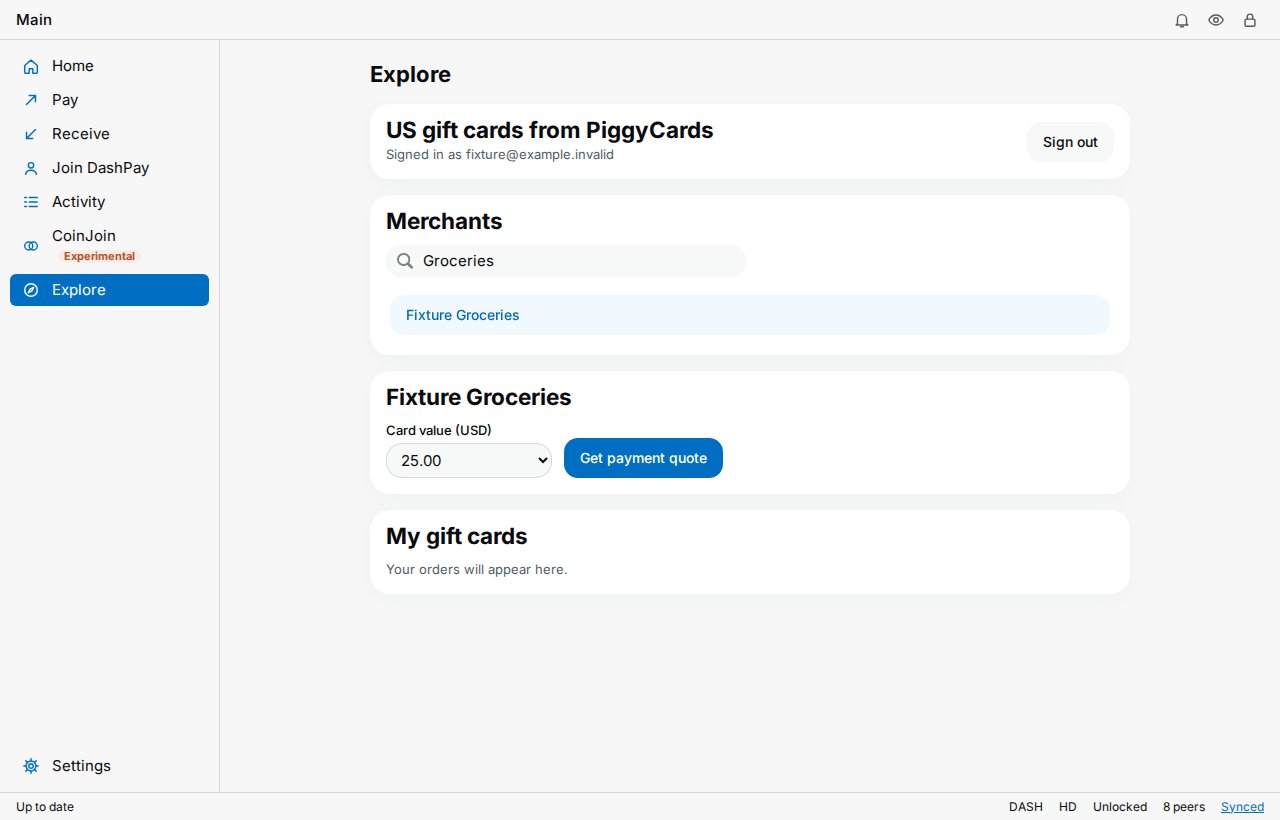 Main
Home
Pay
Receive
Join DashPay
Activity
CoinJoin
Experimental
Explore
Settings
Explore
US gift cards from PiggyCards
Signed in as fixture@example.invalid
Sign out
Merchants
Groceries
Fixture Groceries
Fixture Groceries
Card value (USD)
25.00
Get payment quote
My gift cards
Your orders will appear here.
Up to date
DASH HD Unlocked 8 peers Synced